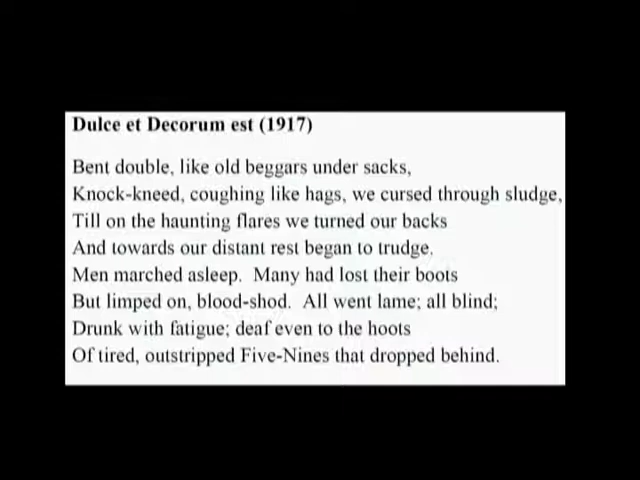 Dulce et Decorum est (1917)
Bent double, like old beggars under sacks,
Knock-kneed, coughing like hags, we cursed through sludge,
Till on the haunting flares we turned our backs
And towards our distant rest began to trudge.
Men marched asleep.  Many had lost their boots
But limped on, blood-shod.  All went lame; all blind;
Drunk with fatigue; deaf even to the hoots
Of tired, outstripped Five-Nines that dropped behind.